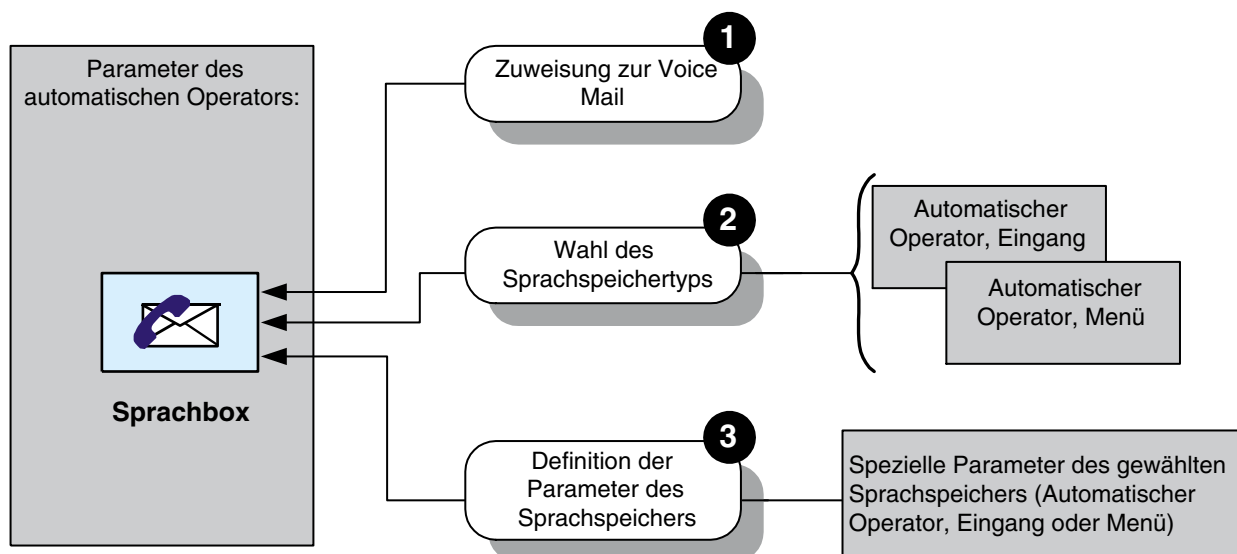 Parameter des
automatischen Operators:
Sprachbox
1
Zuweisung zur Voice
Mail
2
Wahl des
Sprachspeichertyps
Automatischer
Operator, Eingang
Automatischer
Operator, Menü
3
Definition der
Parameter des
Sprachspeichers
Spezielle Parameter des gewählten
Sprachspeichers (Automatischer
Operator, Eingang oder Menü)